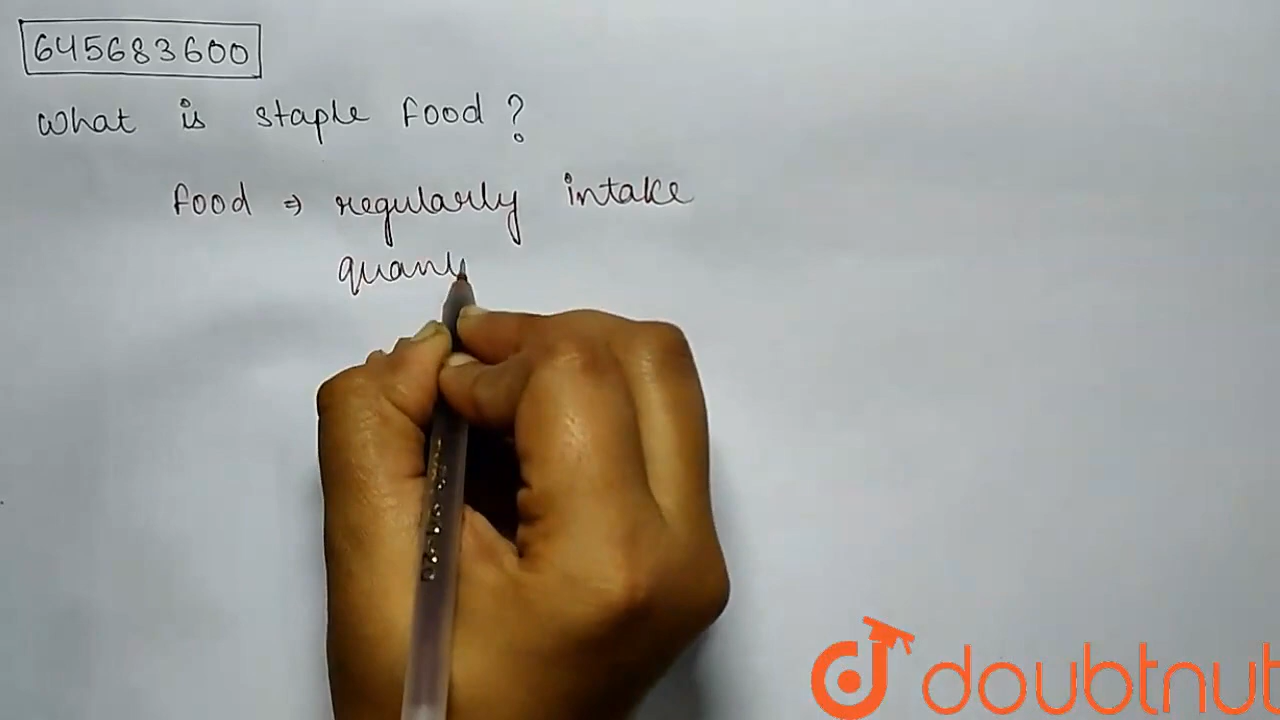 645683600
What is staple food?
food ⇒ regularly intake
doubtnut